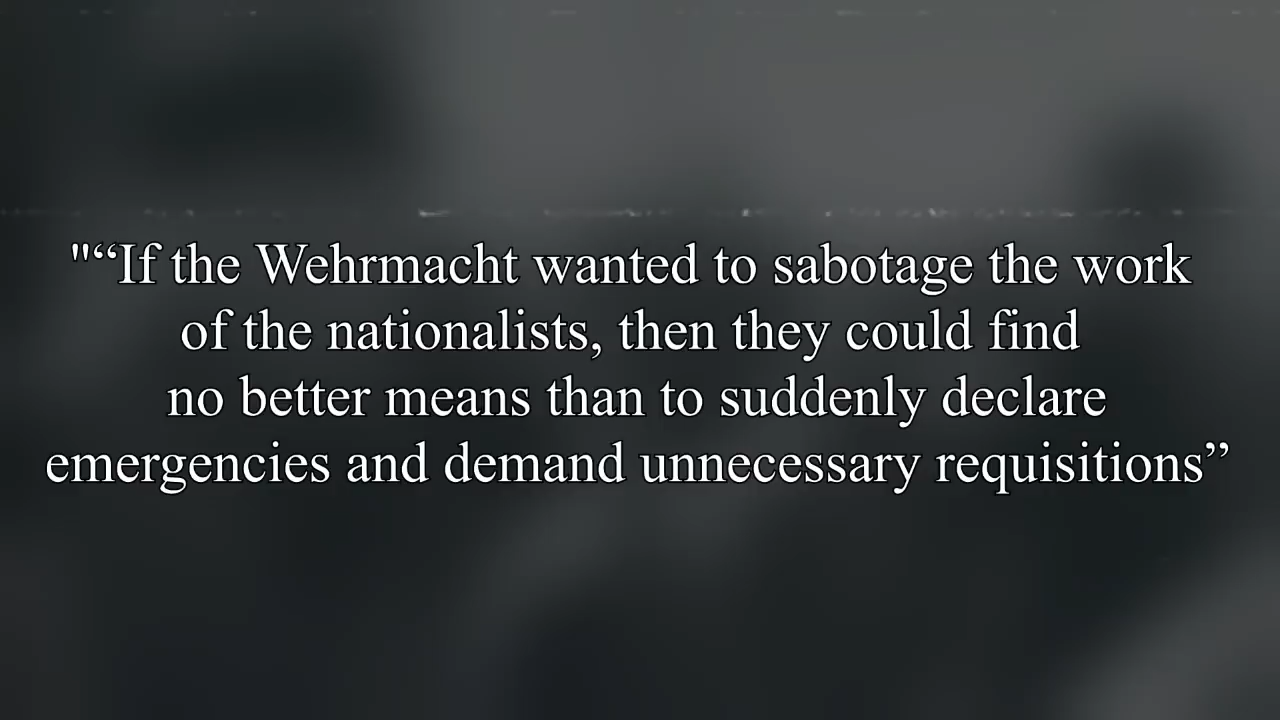 "“If the Wehrmacht wanted to sabotage the work
of the nationalists, then they could find
no better means than to suddenly declare
emergencies and demand unnecessary requisitions”